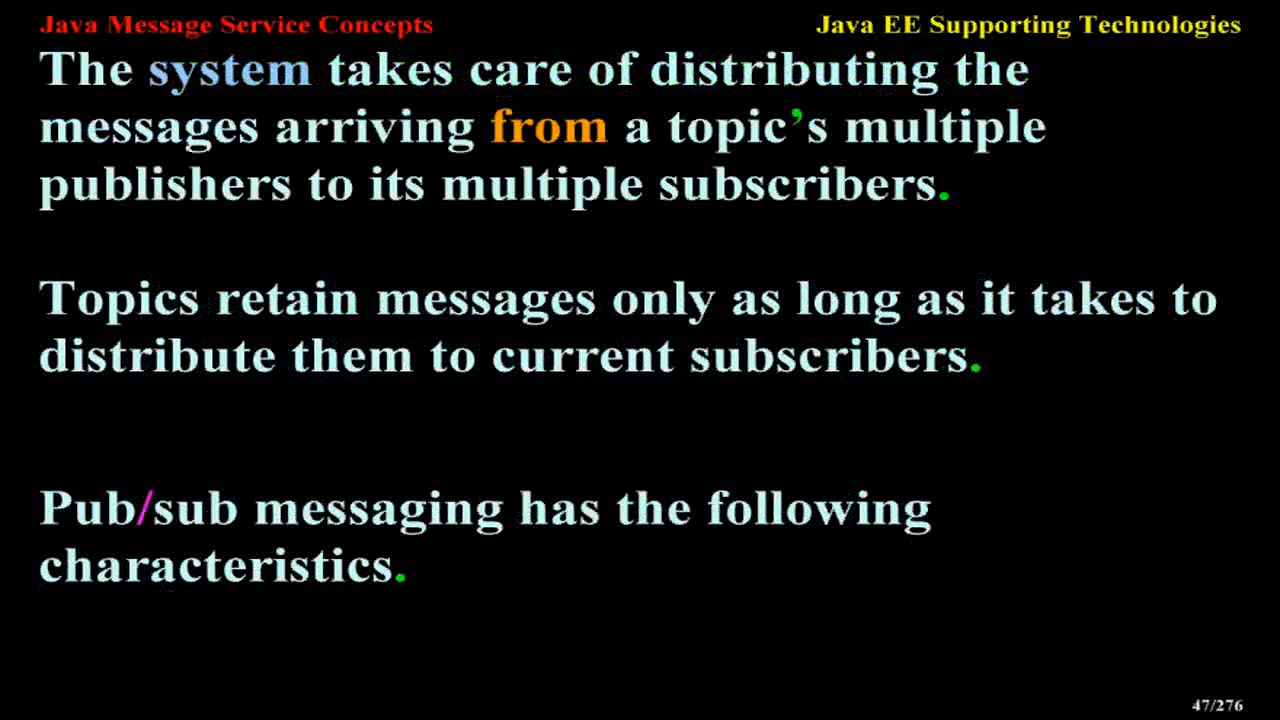 Java Message Service Concepts
Java EE Supporting Technologies
The system takes care of distributing the
messages arriving from a topic’s multiple
publishers to its multiple subscribers.
Topics retain messages only as long as it takes to
distribute them to current subscribers.
Pub/sub messaging has the following
characteristics.
47/276